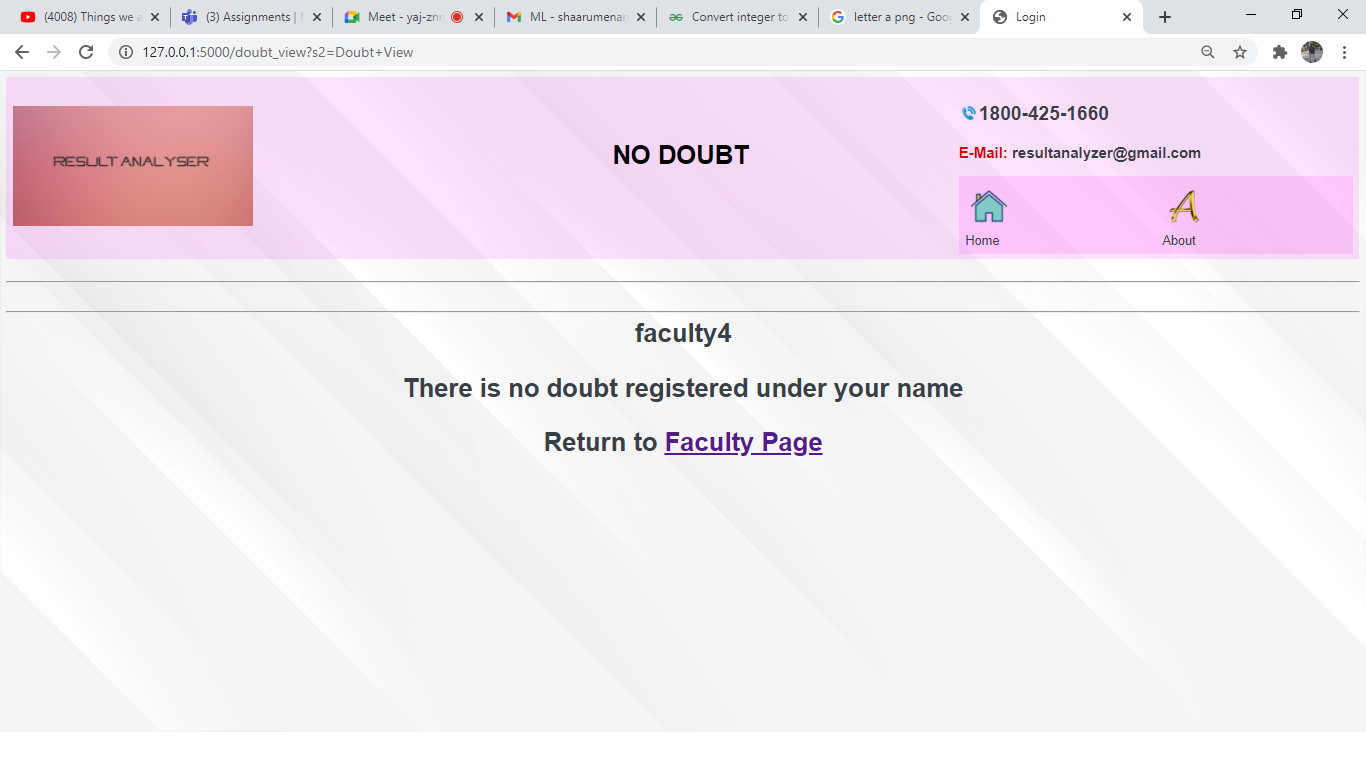 (4008) Things we a
(3) Assignments |
Meet - yaj-znn
ML - shaarumenan
Convert integer to
letter a png - Goo
Login
127.0.0.1:5000/doubt_view?s2=Doubt+View
RESULT ANALYSER
NO DOUBT
1800-425-1660
E-Mail: resultanalyzer@gmail.com
A
Home
About
faculty4
There is no doubt registered under your name
Return to Faculty Page